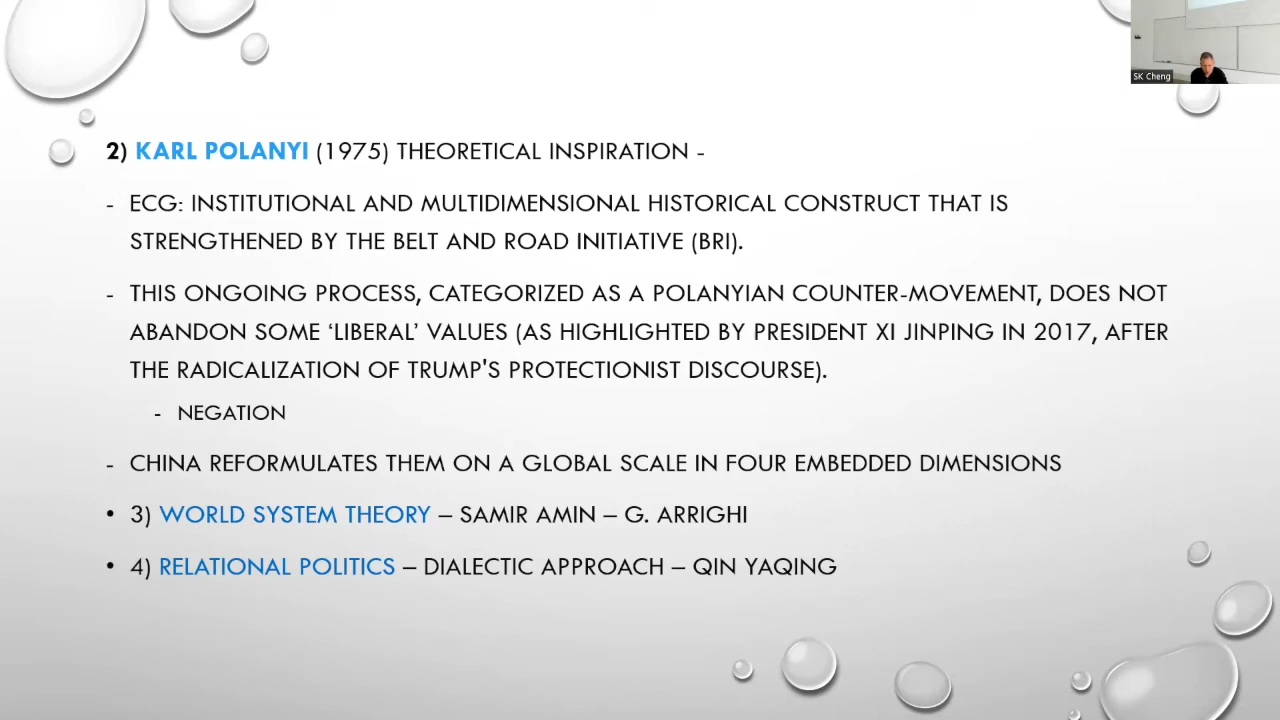 SK Cheng
2) KARL POLANYI (1975) THEORETICAL INSPIRATION -
- ECG: INSTITUTIONAL AND MULTIDIMENSIONAL HISTORICAL CONSTRUCT THAT IS
STRENGTHENED BY THE BELT AND ROAD INITIATIVE (BRI).
- THIS ONGOING PROCESS, CATEGORIZED AS A POLANYIAN COUNTER-MOVEMENT, DOES NOT
ABANDON SOME ‘LIBERAL’ VALUES (AS HIGHLIGHTED BY PRESIDENT XI JINPING IN 2017, AFTER
THE RADICALIZATION OF TRUMP'S PROTECTIONIST DISCOURSE).
- NEGATION
- CHINA REFORMULATES THEM ON A GLOBAL SCALE IN FOUR EMBEDDED DIMENSIONS
• 3) WORLD SYSTEM THEORY – SAMIR AMIN – G. ARRIGHI
• 4) RELATIONAL POLITICS – DIALECTIC APPROACH – QIN YAQING